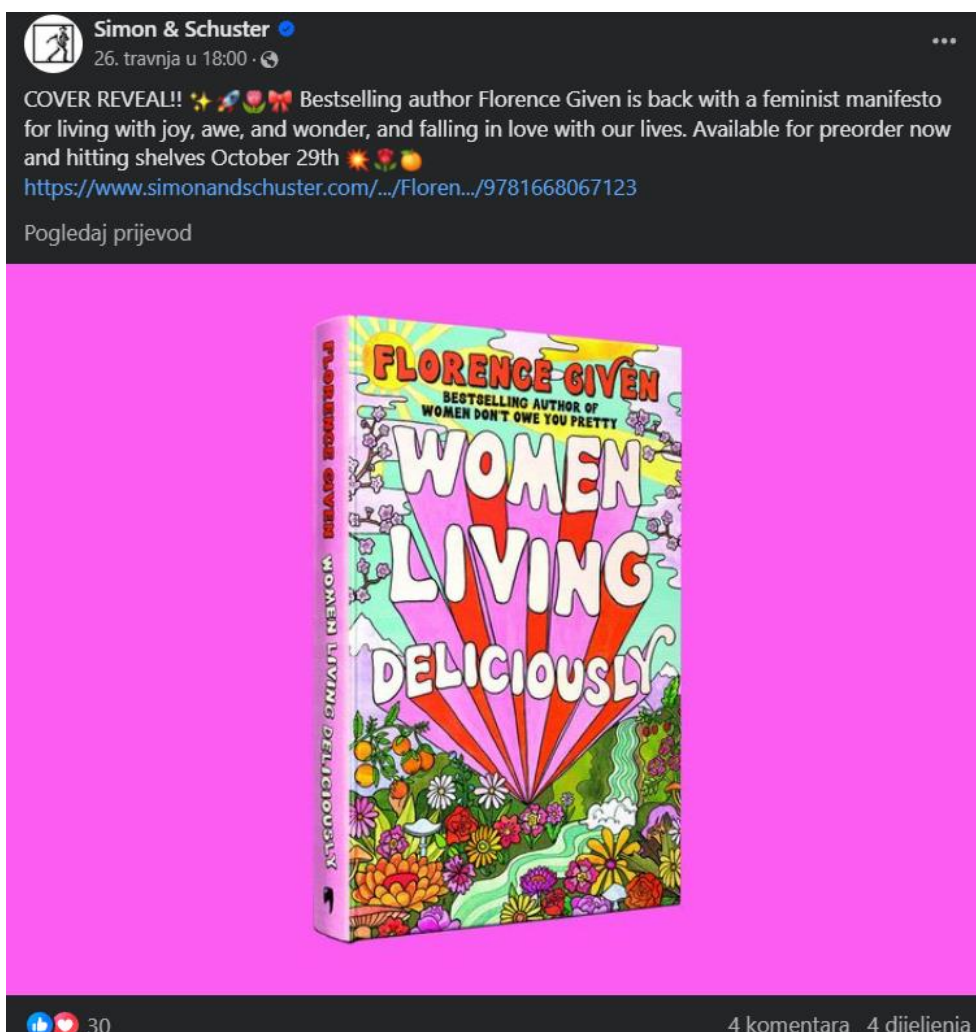 Simon & Schuster
26. travnja u 18:00 ·
COVER REVEAL!! ✨🚀🌷🎀 Bestselling author Florence Given is back with a feminist manifesto
for living with joy, awe, and wonder, and falling in love with our lives. Available for preorder now
and hitting shelves October 29th 💥🌹🍊
https://www.simonandschuster.com/.../Floren.../9781668067123
Pogledaj prijevod
FLORENCE GIVEN WOMEN LIVING DELICIOUSLY
FLORENCE GIVEN
BESTSELLING AUTHOR OF
WOMEN DON'T OWE YOU PRETTY
WOMEN
LIVING
DELICIOUSLY
30
4 komentara 4 dijeljenja